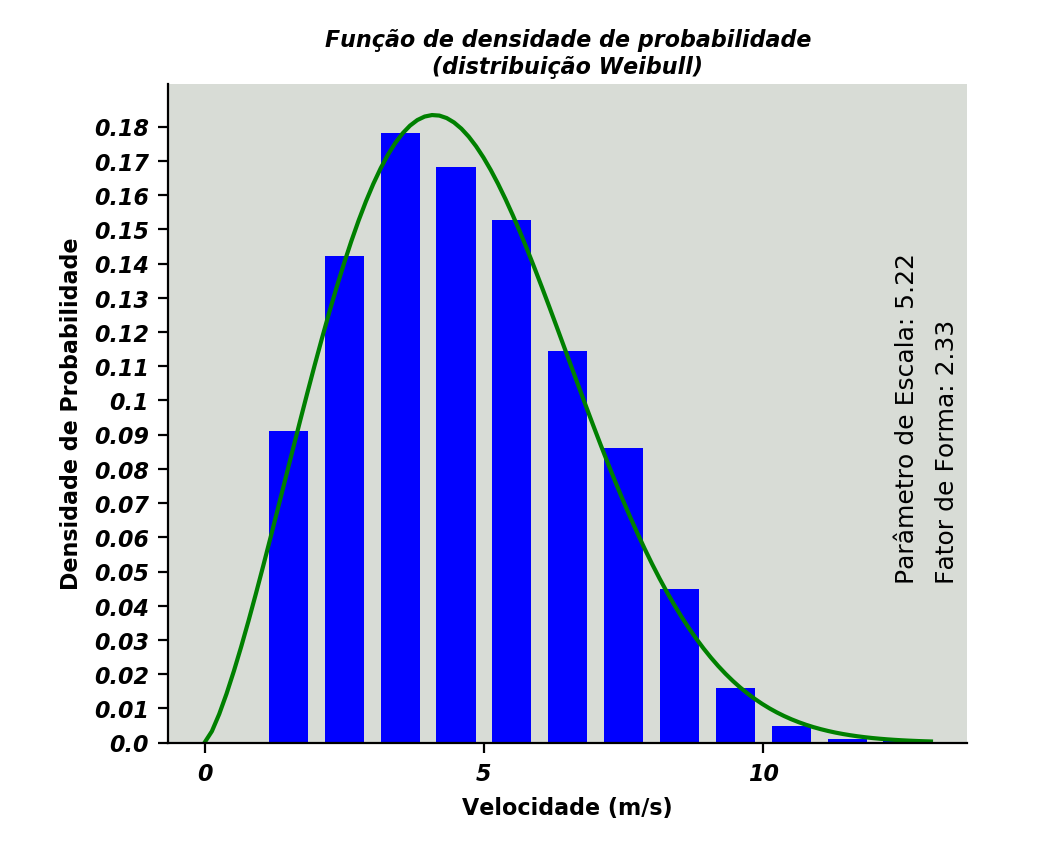 Função de densidade de probabilidade
(distribuição Weibull)
Densidade de Probabilidade
0.18
0.17
0.16
0.15
0.14
0.13
0.12
0.11
0.1
0.09
0.08
0.07
0.06
0.05
0.04
0.03
0.02
0.01
0.0
Parâmetro de Escala: 5.22
Fator de Forma: 2.33
0 5 10
Velocidade (m/s)